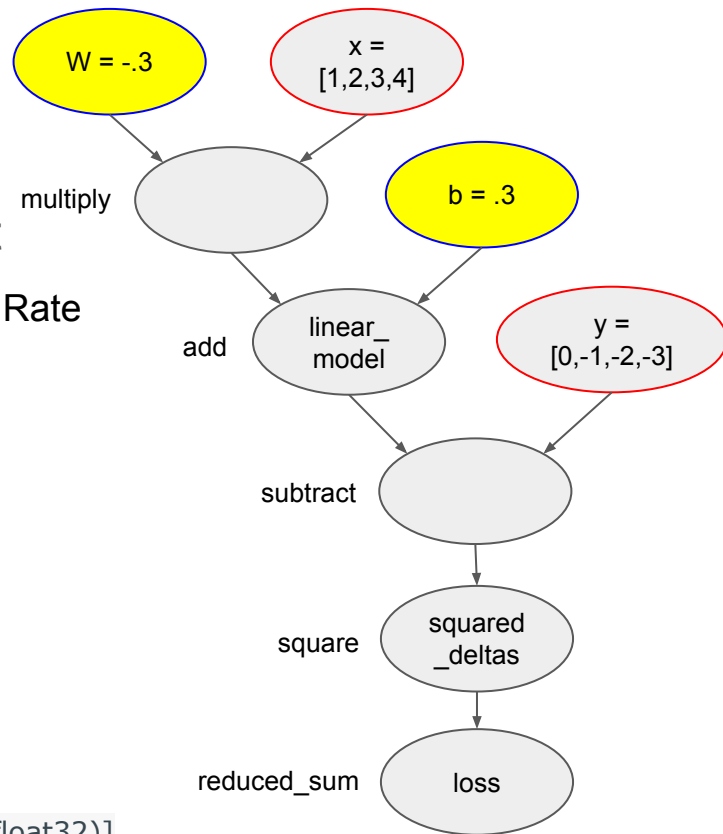 W = -.3
x =
[1,2,3,4]
multiply
b = .3
Rate
add
linear_
model
y =
[0,-1,-2,-3]
subtract
square
squared
_deltas
reduced_sum
loss
float32)]